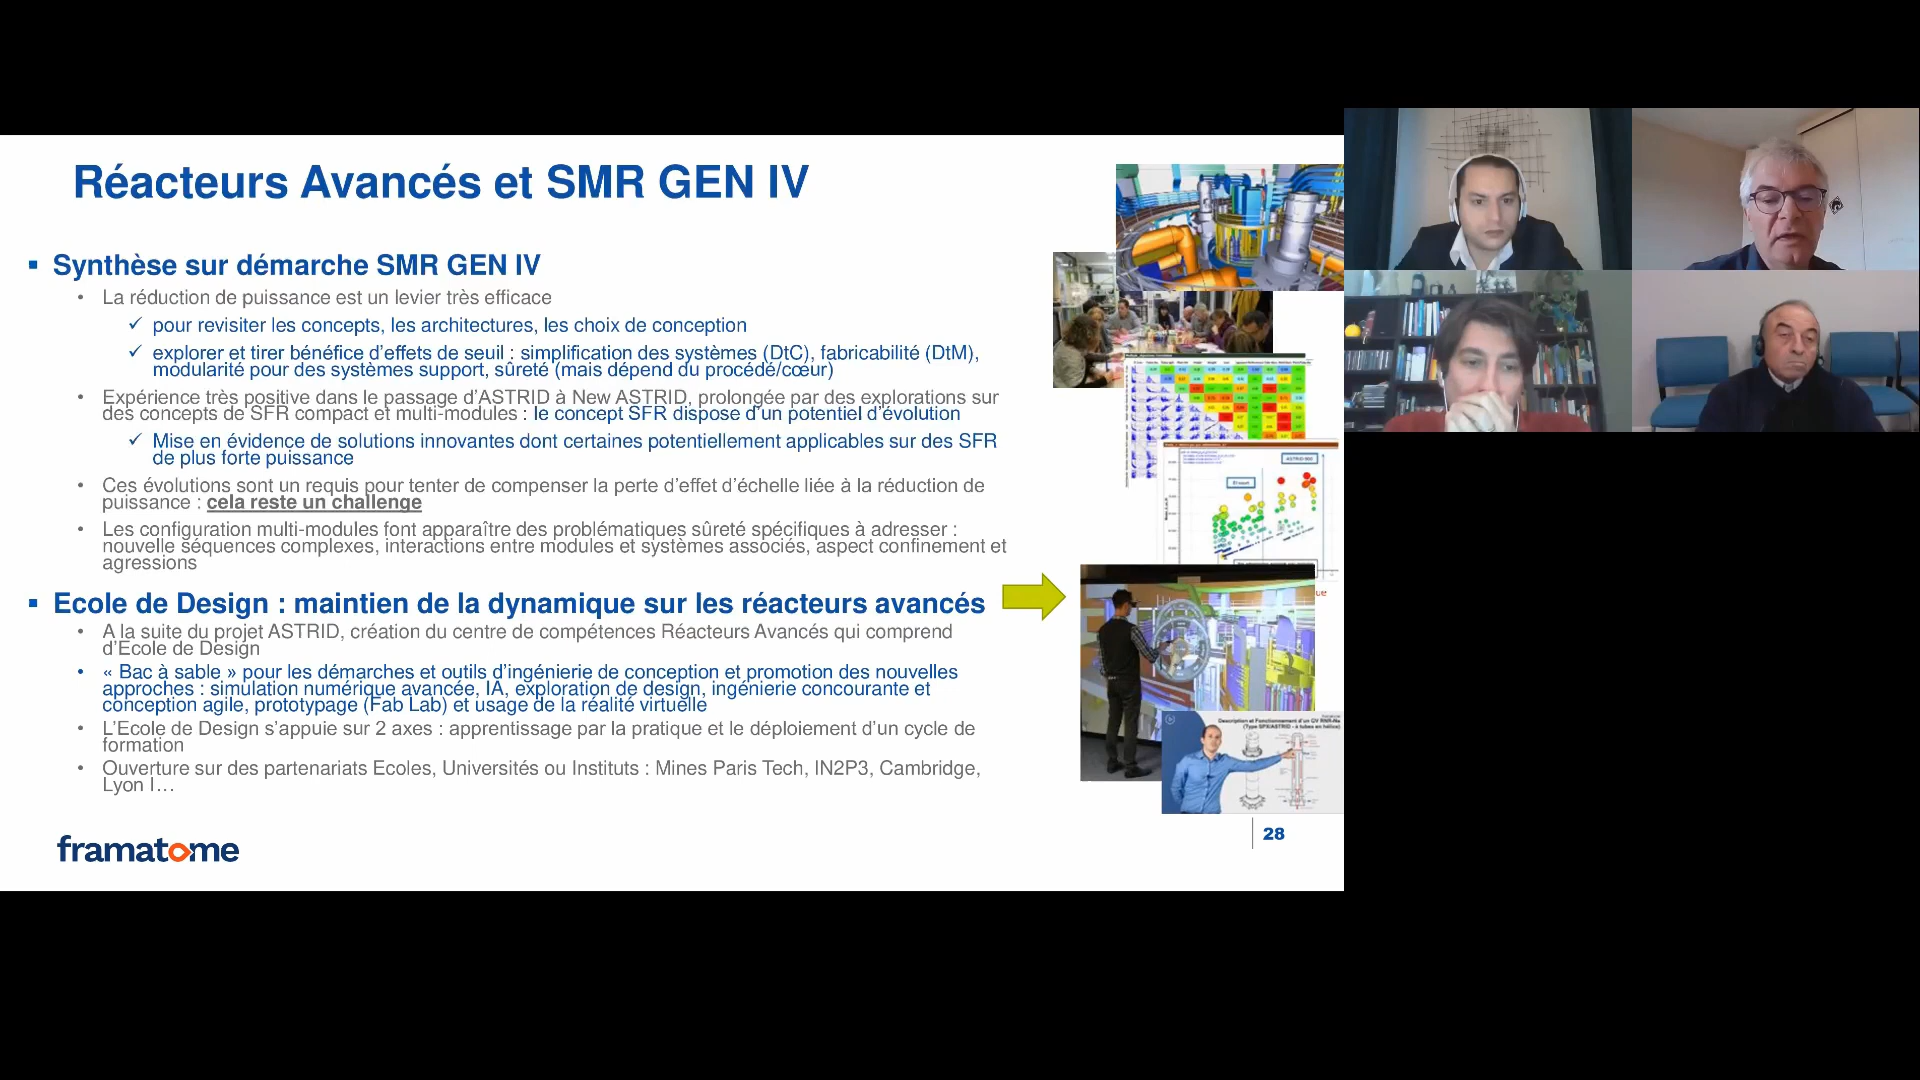 Réacteurs Avancés et SMR GEN IV
Synthèse sur démarche SMR GEN IV
La réduction de puissance est un levier très efficace
pour revisiter les concepts, les architectures, les choix de conception
explorer et tirer bénéfice d'effets de seuil : simplification des systèmes (DtC), fabricabilité (DtM),
modularité pour des systèmes support, sûreté (mais dépend du procédé/cœur)
Expérience très positive dans le passage d'ASTRID à New ASTRID, prolongée par des explorations sur
des concepts de SFR compact et multi-modules : le concept SFR dispose d'un potentiel d'évolution
Mise en évidence de solutions innovantes dont certaines potentiellement applicables sur des SFR
de plus forte puissance
Ces évolutions sont un requis pour tenter de compenser la perte d'effet d'échelle liée à la réduction de
puissance : cela reste un challenge
Les configuration multi-modules font apparaître des problématiques sûreté spécifiques à adresser :
nouvelle séquences complexes, interactions entre modules et systèmes associés, aspect confinement et
agressions
Ecole de Design : maintien de la dynamique sur les réacteurs avancés
A la suite du projet ASTRID, création du centre de compétences Réacteurs Avancés qui comprend
d'Ecole de Design
« Bac à sable » pour les démarches et outils d'ingénierie de conception et promotion des nouvelles
approches : simulation numérique avancée, IA, exploration de design, ingénierie concourante et
conception agile, prototypage (Fab Lab) et usage de la réalité virtuelle
L'Ecole de Design s'appuie sur 2 axes : apprentissage par la pratique et le déploiement d'un cycle de
formation
Ouverture sur des partenariats Ecoles, Universités ou Instituts : Mines Paris Tech, IN2P3, Cambridge,
Lyon I…
ue
Description et Fonctionnement d'un GV RNR-Na
framatome
28